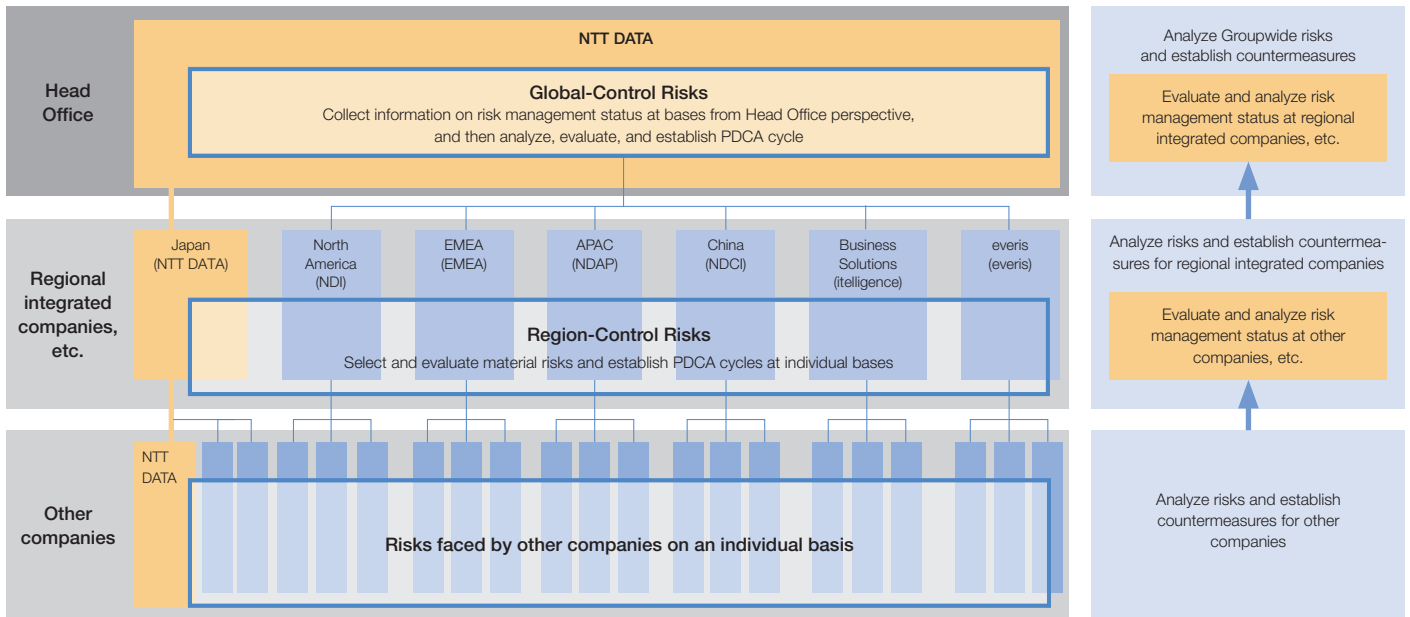 Head
Office
NTT DATA
Global-Control Risks
Collect information on risk management status at bases from Head Office perspective,
and then analyze, evaluate, and establish PDCA cycle
Analyze Groupwide risks
and establish countermeasures
Evaluate and analyze risk
management status at regional
integrated companies, etc.
Regional
integrated
companies,
etc.
Japan
(NTT DATA)
North
America
(NDI)
EMEA
(EMEA)
APAC
(NDAP)
China
(NDCI)
Business
Solutions
(itelligence)
everis
(everis)
Region-Control Risks
Select and evaluate material risks and establish PDCA cycles at individual bases
Analyze risks and establish countermea-
sures for regional integrated companies
Evaluate and analyze risk
management status at other
companies, etc.
Other
companies
NTT
DATA
Risks faced by other companies on an individual basis
Analyze risks and establish
countermeasures for other
companies